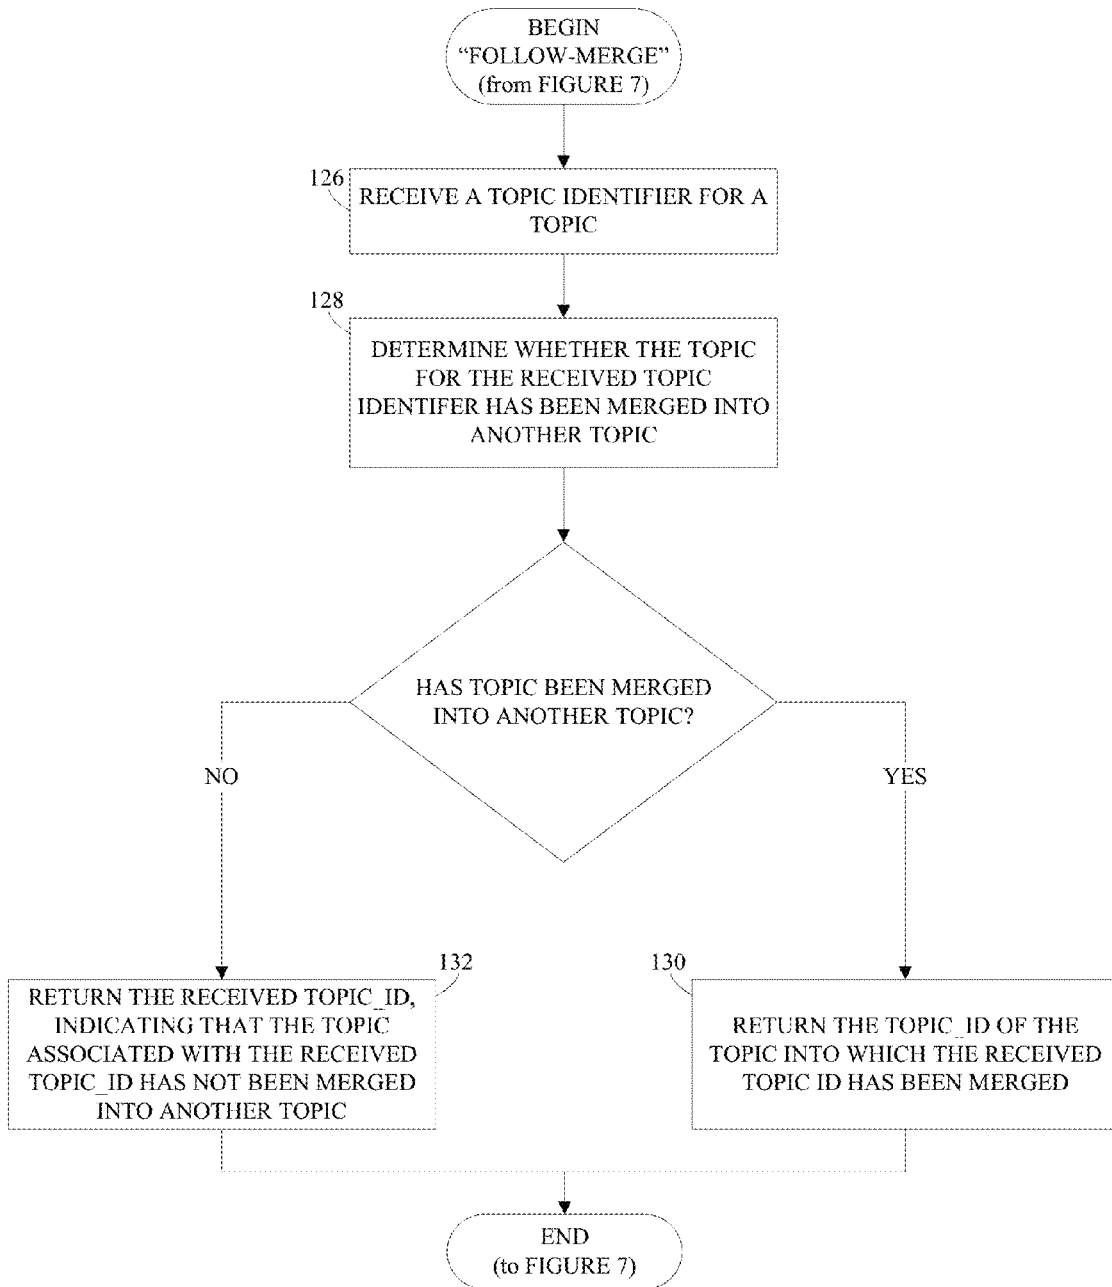 BEGIN
“FOLLOW-MERGE”
(from FIGURE 7)
126
RECEIVE A TOPIC IDENTIFIER FOR A
TOPIC
128
DETERMINE WHETHER THE TOPIC
FOR THE RECEIVED TOPIC
IDENTIFER HAS BEEN MERGED INTO
ANOTHER TOPIC
HAS TOPIC BEEN MERGED
INTO ANOTHER TOPIC?
NO
YES
132
RETURN THE RECEIVED TOPIC_ID,
INDICATING THAT THE TOPIC
ASSOCIATED WITH THE RECEIVED
TOPIC_ID HAS NOT BEEN MERGED
INTO ANOTHER TOPIC
130
RETURN THE TOPIC_ID OF THE
TOPIC INTO WHICH THE RECEIVED
TOPIC ID HAS BEEN MERGED
END
(to FIGURE 7)